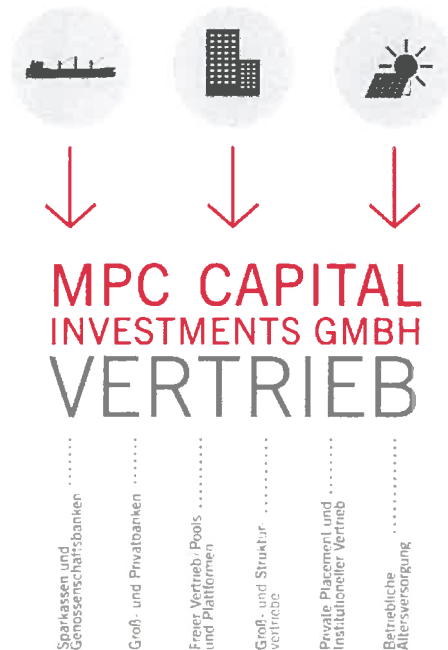 MPC CAPITAL
INVESTMENTS GMBH
VERTRIEB
Sparkassen und
Genossenschaftsbanken
Groß- und Privatbanken
Freier Vertrieb/Pools
und Plattformen
Groß- und Struktur-
vertriebe
Private Placement und
Institutioneller Vertrieb
Betriebliche
Altersversorgung